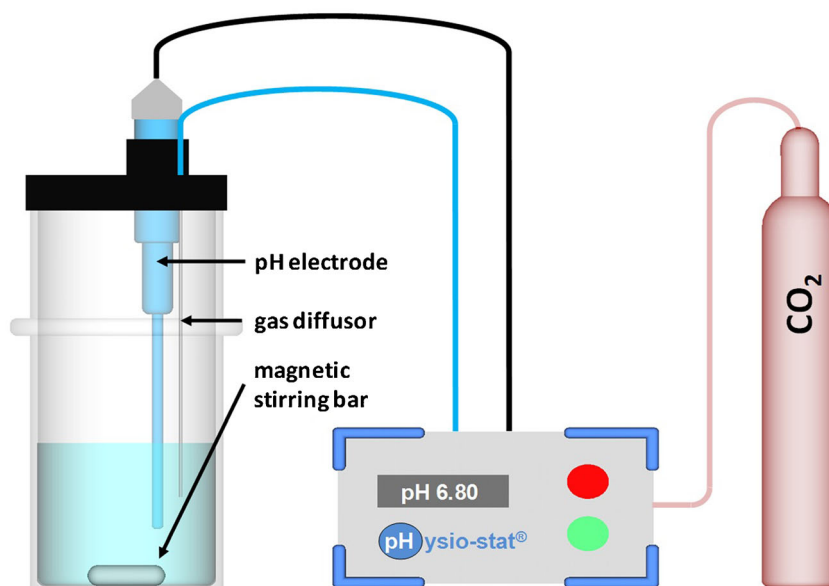 pH electrode
gas diffusor
magnetic
stirring bar
CO₂
pH 6.80
pHysio-stat®